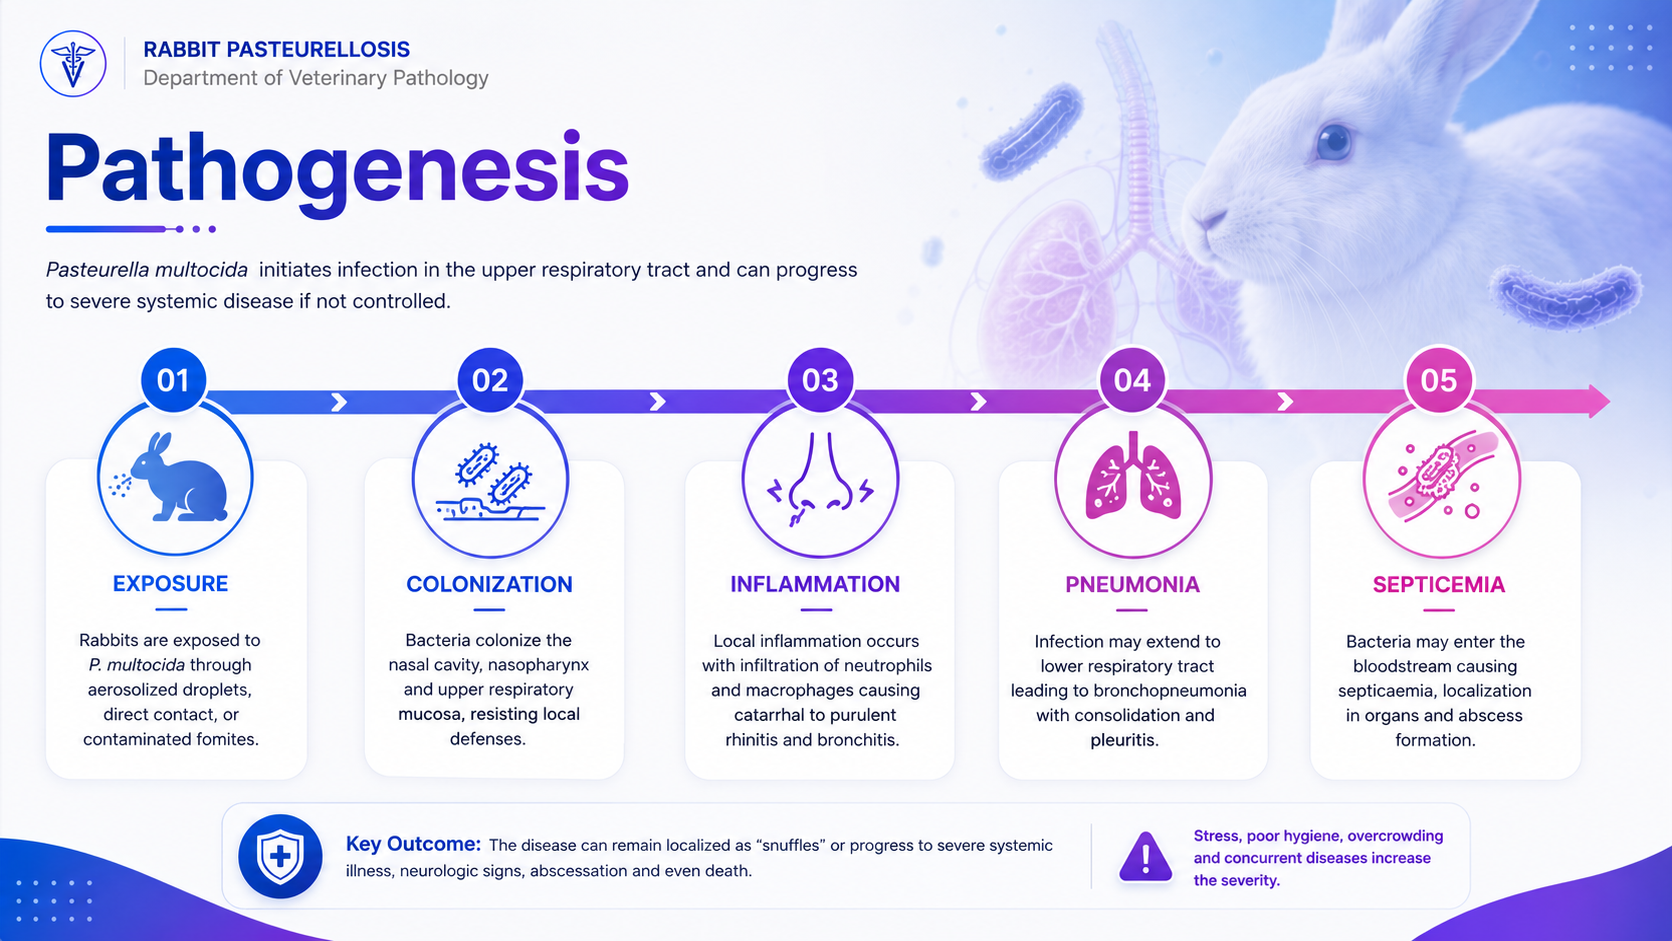 RABBIT PASTEURELLOSIS
Department of Veterinary Pathology
Pathogenesis
Pasteurella multocida initiates infection in the upper respiratory tract and can progress
to severe systemic disease if not controlled.
01
EXPOSURE
Rabbits are exposed to
P. multocida through
aerosolized droplets,
direct contact, or
contaminated fomites.
02
COLONIZATION
Bacteria colonize the
nasal cavity, nasopharynx
and upper respiratory
mucosa, resisting local
defenses.
03
INFLAMMATION
Local inflammation occurs
with infiltration of neutrophils
and macrophages causing
catarrhal to purulent
rhinitis and bronchitis.
04
PNEUMONIA
Infection may extend to
lower respiratory tract
leading to bronchopneumonia
with consolidation and
pleuritis.
05
SEPTICEMIA
Bacteria may enter the
bloodstream causing
septicaemia, localization
in organs and abscess
formation.
Key Outcome: The disease can remain localized as “snuffles” or progress to severe systemic
illness, neurologic signs, abscessation and even death.
Stress, poor hygiene, overcrowding
and concurrent diseases increase
the severity.